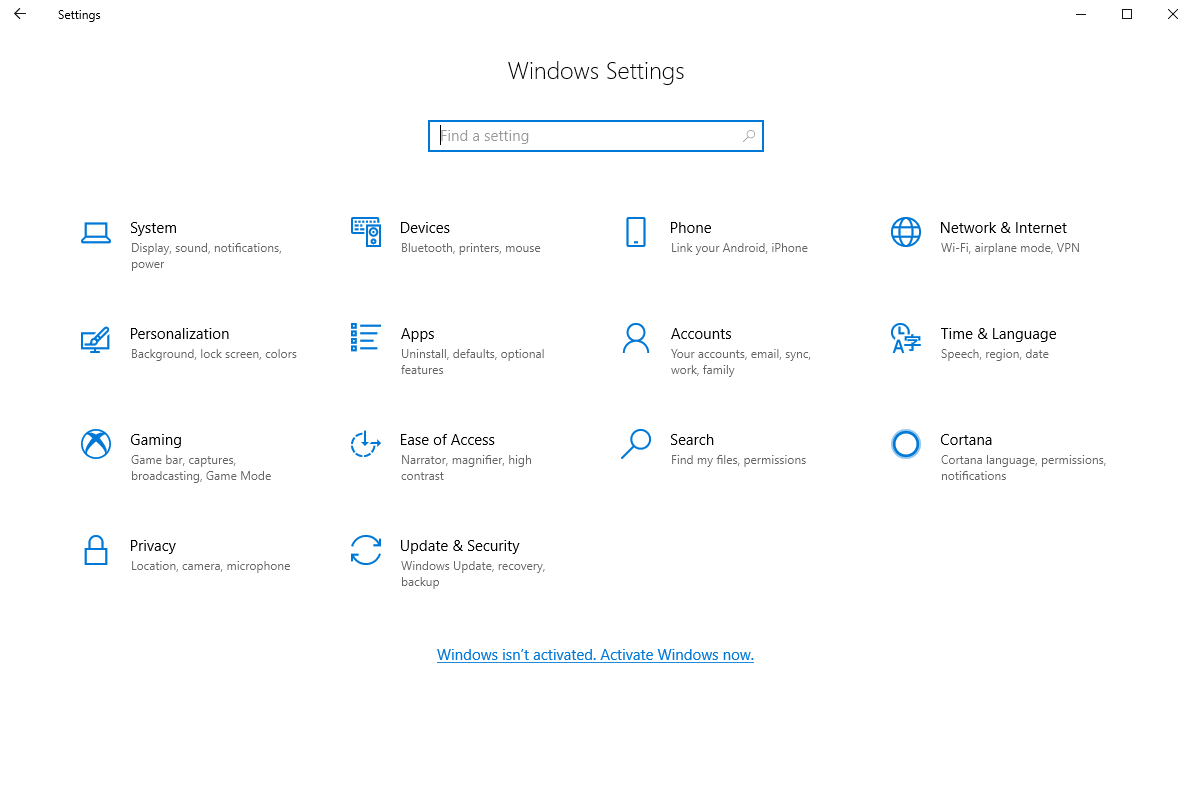 Settings
Windows Settings
Find a setting
System
Display, sound, notifications,
power
Devices
Bluetooth, printers, mouse
Phone
Link your Android, iPhone
Network & Internet
Wi-Fi, airplane mode, VPN
Personalization
Background, lock screen, colors
Apps
Uninstall, defaults, optional
features
Accounts
Your accounts, email, sync,
work, family
Time & Language
Speech, region, date
Gaming
Game bar, captures,
broadcasting, Game Mode
Ease of Access
Narrator, magnifier, high
contrast
Search
Find my files, permissions
Cortana
Cortana language, permissions,
notifications
Privacy
Location, camera, microphone
Update & Security
Windows Update, recovery,
backup
Windows isn't activated. Activate Windows now.